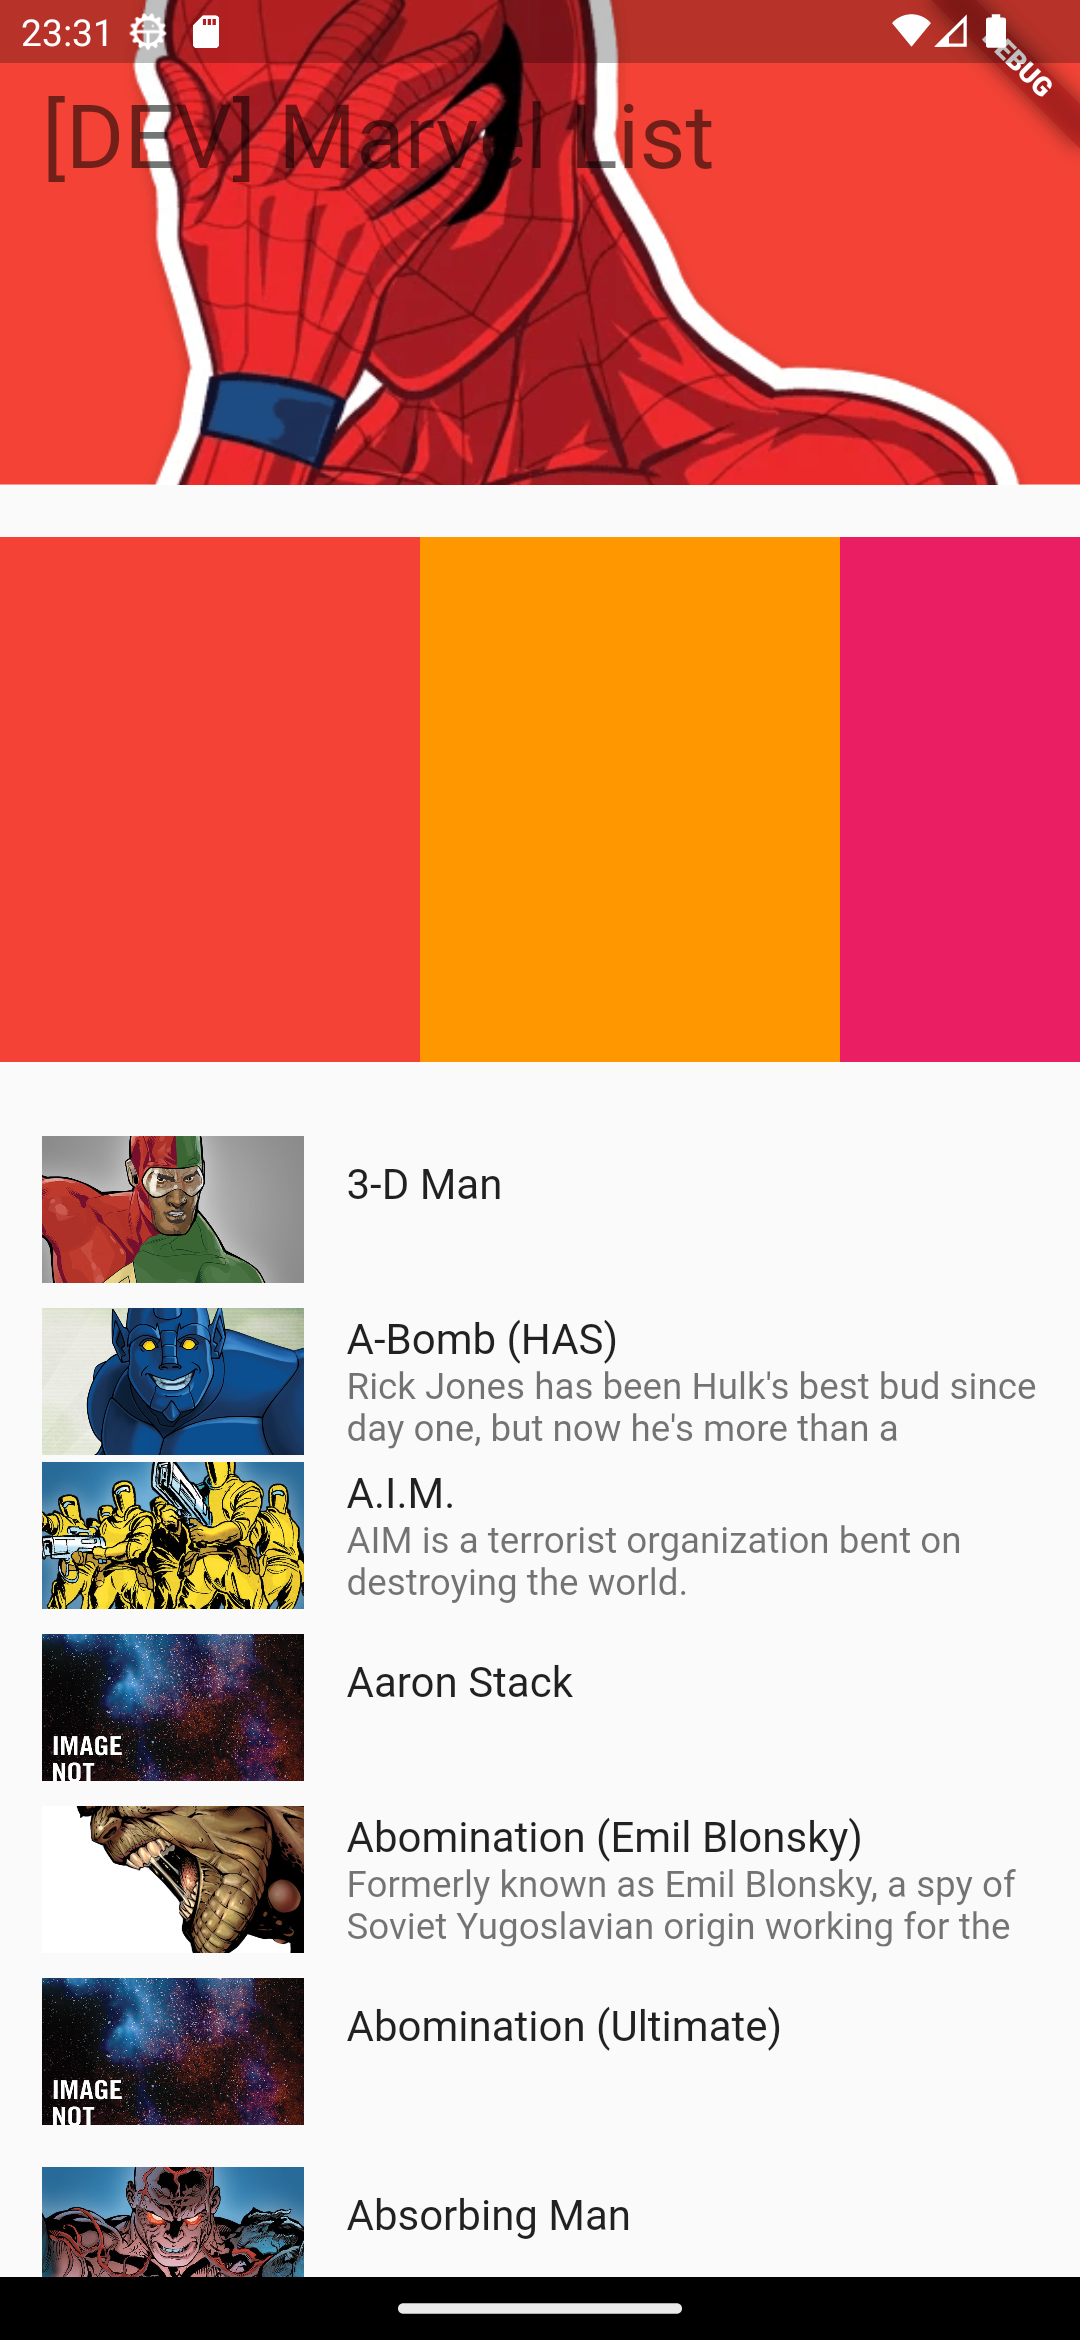 23:31
DEBUG
[DEV] Marvel List
3-D Man
A-Bomb (HAS)
Rick Jones has been Hulk's best bud since
day one, but now he's more than a
A.I.M.
AIM is a terrorist organization bent on
destroying the world.
Aaron Stack
IMAGE
NOT
Abomination (Emil Blonsky)
Formerly known as Emil Blonsky, a spy of
Soviet Yugoslavian origin working for the
Abomination (Ultimate)
IMAGE
NOT
Absorbing Man